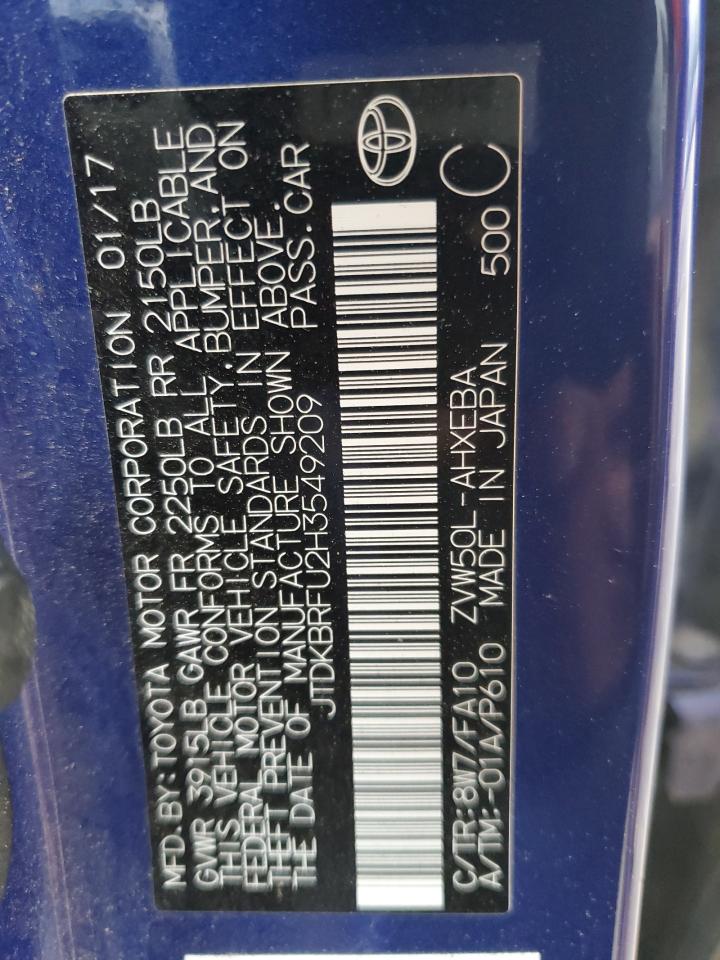 MFD.BY:TOYOTA MOTOR CORPORATION 01/17
GVWR 3915LB GAWR FR 2250LB RR 2150LB
THIS VEHICLE CONFORMS TO ALL APPLICABLE
FEDERAL MOTOR VEHICLE SAFETY,BUMPER,AND
THEFT PREVENTION STANDARDS IN EFFECT ON
THE DATE OF MANUFACTURE SHOWN ABOVE.
JTDKBRFU2H3549209 PASS.CAR
C/TR:8W7/FA10 ZVW50L-AHXEBA C
A/TM:-01A/P610 MADE IN JAPAN 500